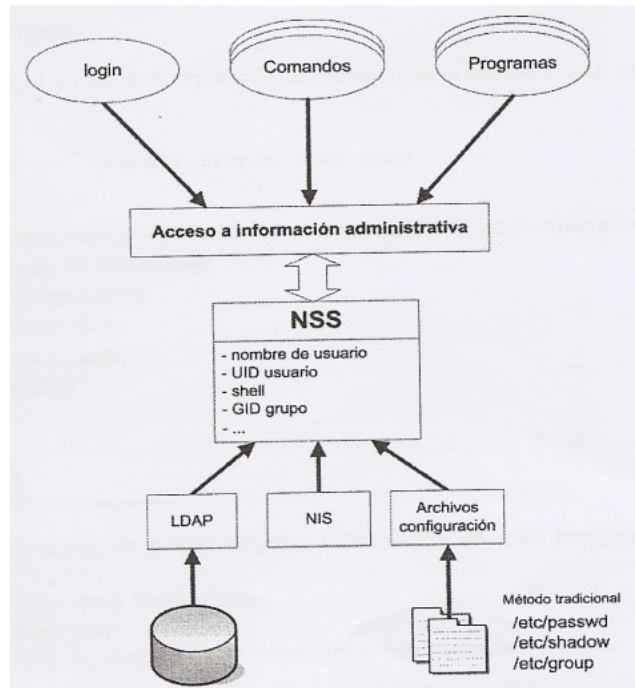 login
Comandos
Programas
Acceso a información administrativa
NSS
- nombre de usuario
- UID usuario
- shell
- GID grupo
- ...
LDAP
NIS
Archivos
configuración
Método tradicional
/etc/passwd
/etc/shadow
/etc/group